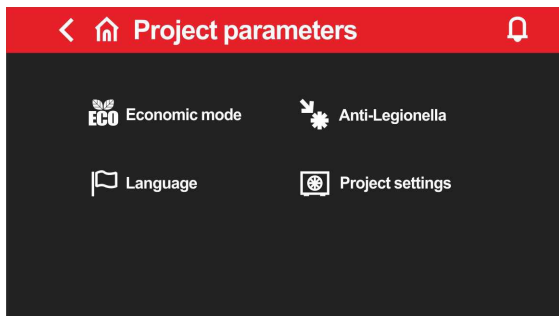 Project parameters
ECO Economic mode
Anti-Legionella
Language
Project settings